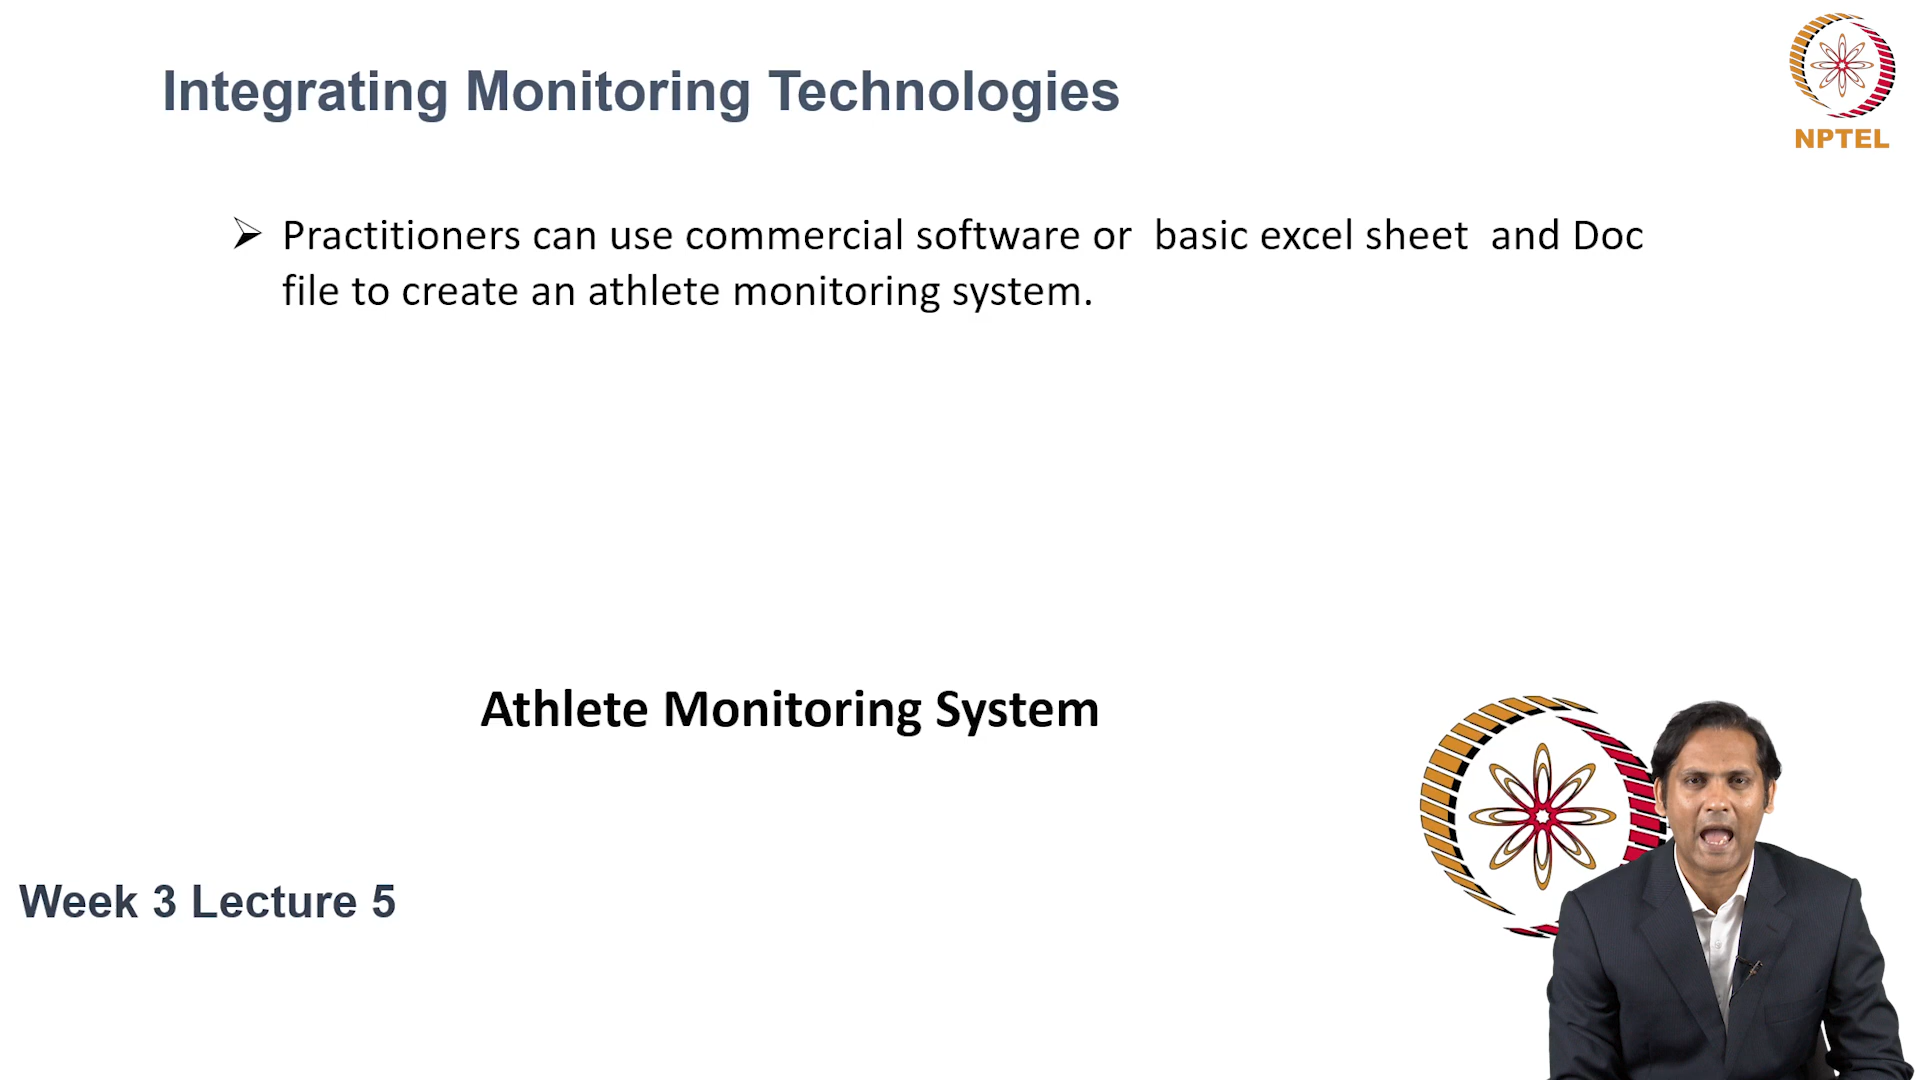 Integrating Monitoring Technologies
NPTEL
➢ Practitioners can use commercial software or  basic excel sheet  and Doc
file to create an athlete monitoring system.
Athlete Monitoring System
Week 3 Lecture 5